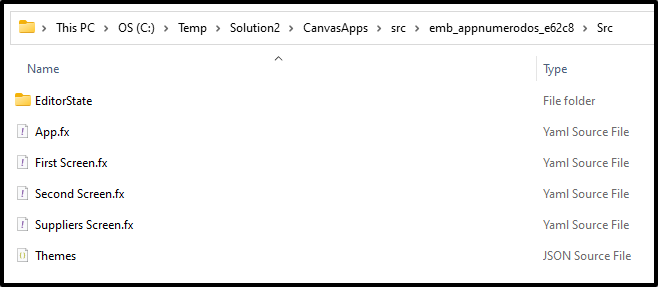 This PC > OS (C:) > Temp > Solution2 > CanvasApps > src > emb_appnumerodos_e62c8 > Src
Name Type
EditorState File folder
App.fx Yaml Source File
First Screen.fx Yaml Source File
Second Screen.fx Yaml Source File
Suppliers Screen.fx Yaml Source File
Themes JSON Source File